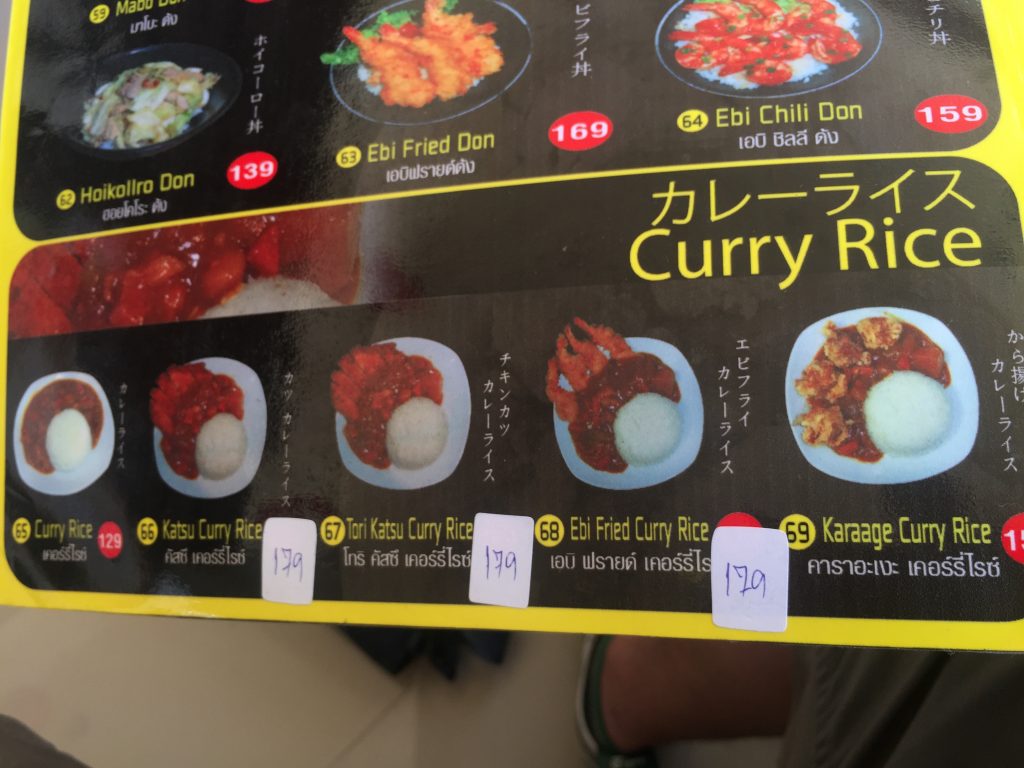 59 Mabo Don
มาโบะ ดัง
ホイコーロー丼
139
62 Hoikollro Don
ฮอยโคโระ ดัง
ビフライ丼
169
63 Ebi Fried Don
เอบิฟรายด์ดัง
チリ丼
159
64 Ebi Chili Don
เอบิ ชิลลี ดัง
カレーライス
Curry Rice
カレーライス
65 Curry Rice
เคอร์รี่ไรซ์
129
カツ カレーライス
66 Katsu Curry Rice
คัสซึ เคอร์รี่ไรซ์
179
チキンカツ
カレーライス
67 Tori Katsu Curry Rice
โทริ คัสซึ เคอร์รี่ไรซ์
179
エビフライ
カレーライス
68 Ebi Fried Curry Rice
เอบิ ฟรายด์ เคอร์รี่ไรซ์
179
から揚げ
カレーライス
69 Karaage Curry Rice
คาราอะเงะ เคอร์รี่ไรซ์